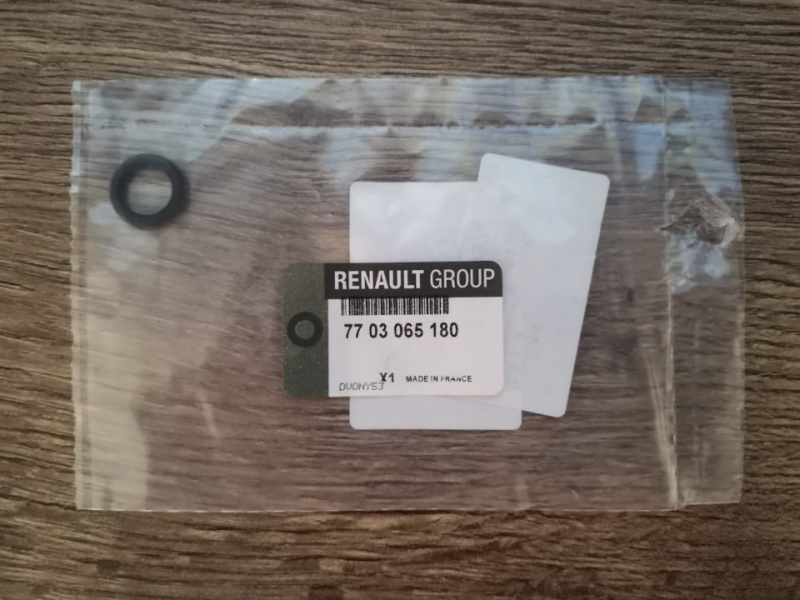 RENAULT GROUP
77 03 065 180
X1 MADE IN FRANCE
DUONYS3